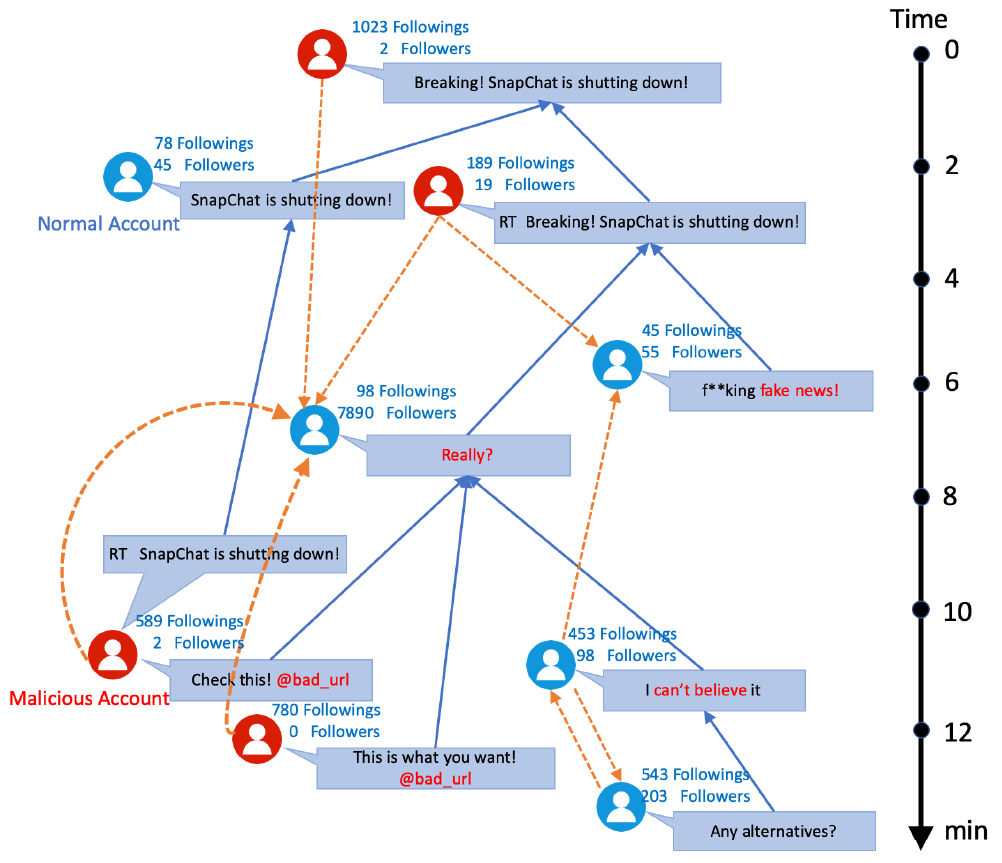 Time
1023 Followings
2 Followers
0
Breaking! SnapChat is shutting down!
78 Followings
45 Followers
189 Followings
19 Followers
2
SnapChat is shutting down!
Normal Account
RT Breaking! SnapChat is shutting down!
4
45 Followings
55 Followers
98 Followings
7890 Followers
6
f**king fake news!
Really?
8
RT SnapChat is shutting down!
10
589 Followings
2 Followers
453 Followings
98 Followers
Check this! @bad_url
Malicious Account
I can't believe it
780 Followings
0 Followers
12
This is what you want!
@bad_url
543 Followings
203 Followers
Any alternatives?
min